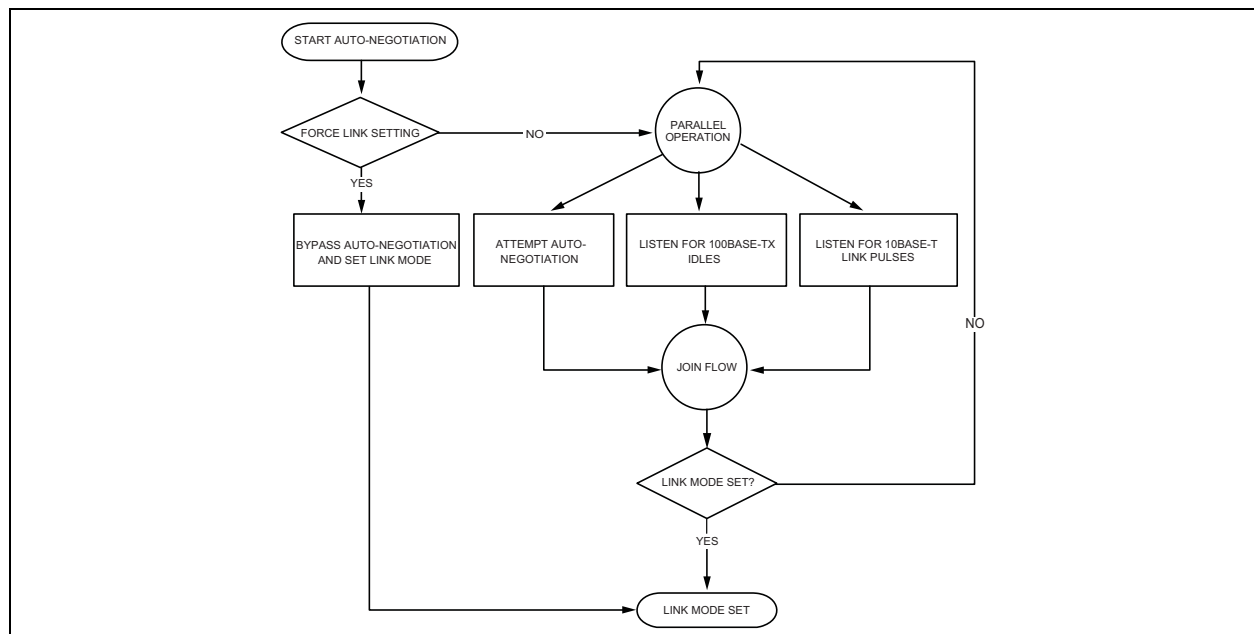 START AUTO-NEGOTIATION
FORCE LINK SETTING
NO
PARALLEL
OPERATION
YES
BYPASS AUTO-NEGOTIATION
AND SET LINK MODE
ATTEMPT AUTO-
NEGOTIATION
LISTEN FOR 100BASE-TX
IDLES
LISTEN FOR 10BASE-T
LINK PULSES
NO
JOIN FLOW
LINK MODE SET?
YES
LINK MODE SET